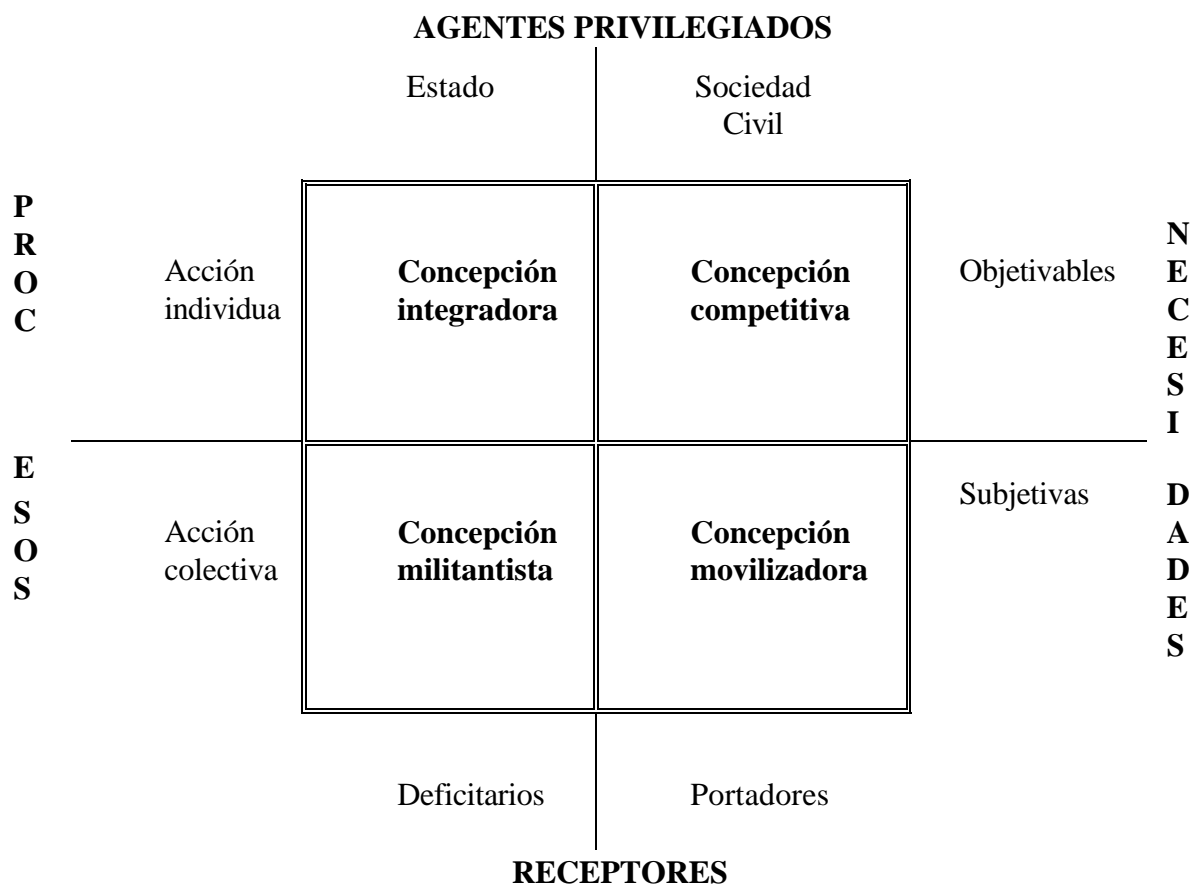 AGENTES PRIVILEGIADOS
Estado
Sociedad
Civil
P
R
O
C
E
S
O
S
Acción
individua
Concepción
integradora
Concepción
competitiva
Objetivables
Acción
colectiva
Concepción
militantista
Concepción
movilizadora
Subjetivas
N
E
C
E
S
I
D
A
D
E
S
Deficitarios
Portadores
RECEPTORES